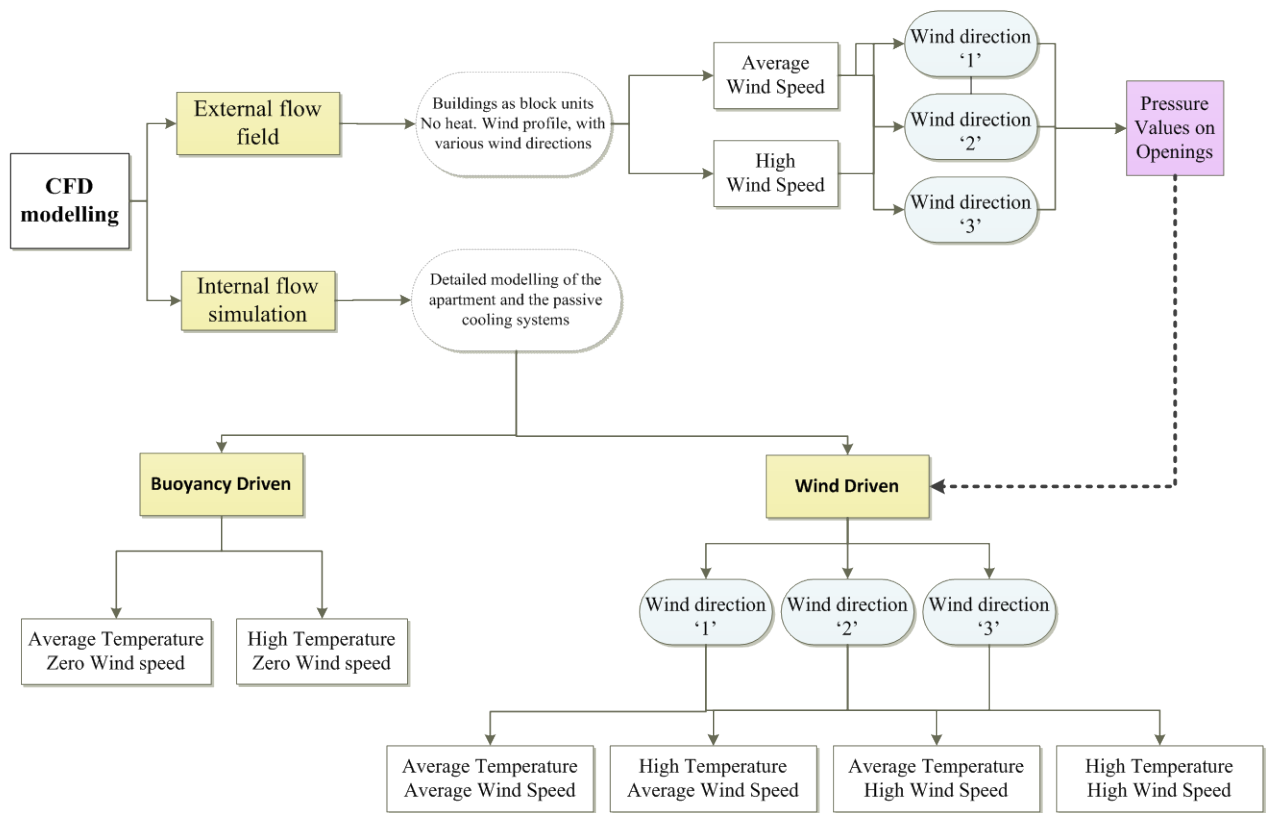 CFD
modelling
External flow
field
Buildings as block units
No heat. Wind profile, with
various wind directions
Average
Wind Speed
High
Wind Speed
Wind direction
‘1’
Wind direction
‘2’
Wind direction
‘3’
Pressure
Values on
Openings
Internal flow
simulation
Detailed modelling of the
apartment and the passive
cooling systems
Buoyancy Driven
Wind Driven
Average Temperature
Zero Wind speed
High Temperature
Zero Wind speed
Wind direction
‘1’
Wind direction
‘2’
Wind direction
‘3’
Average Temperature
Average Wind Speed
High Temperature
Average Wind Speed
Average Temperature
High Wind Speed
High Temperature
High Wind Speed